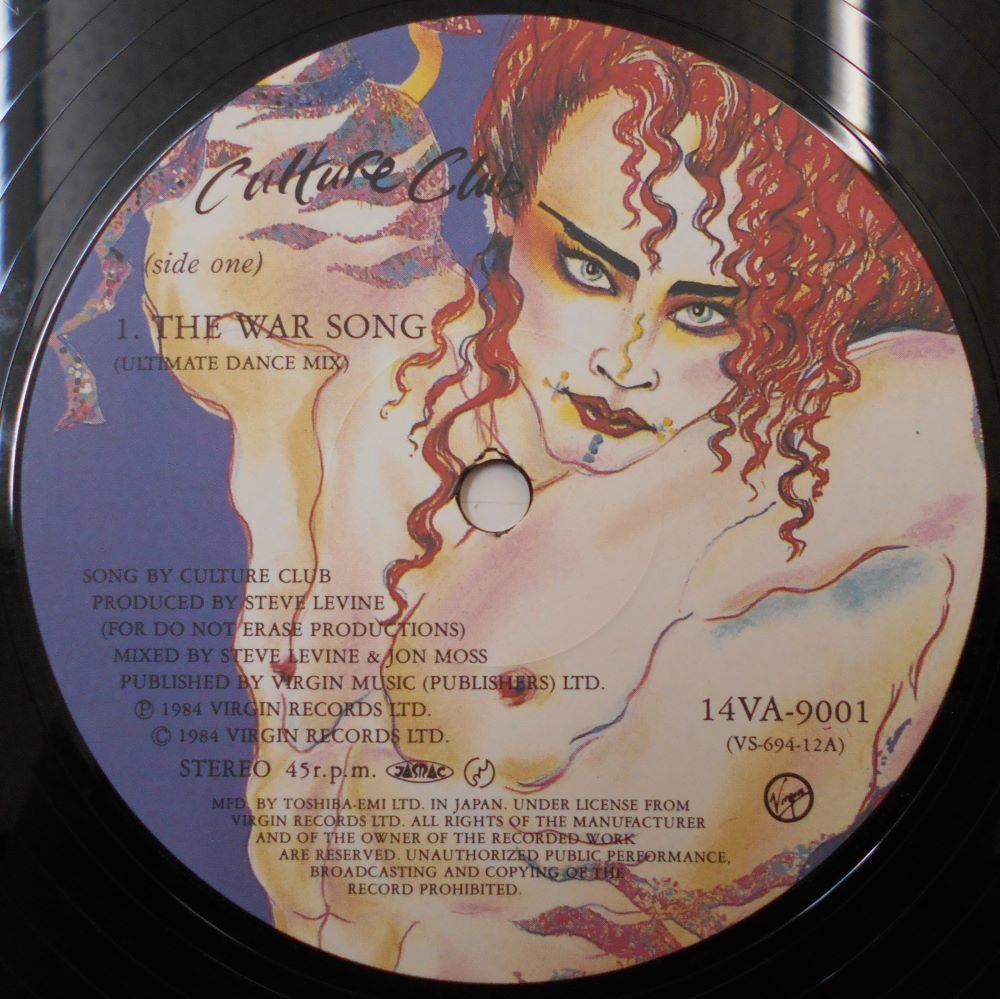 Culture Club
(side one)
1. THE WAR SONG
(ULTIMATE DANCE MIX)
SONG BY CULTURE CLUB
PRODUCED BY STEVE LEVINE
(FOR DO NOT ERASE PRODUCTIONS)
MIXED BY STEVE LEVINE & JON MOSS
PUBLISHED BY VIRGIN MUSIC (PUBLISHERS) LTD.
℗ 1984 VIRGIN RECORDS LTD.
© 1984 VIRGIN RECORDS LTD.
STEREO 45r.p.m. JASRAC
14VA-9001
(VS-694-12A)
Virgin
MFD. BY TOSHIBA-EMI LTD. IN JAPAN. UNDER LICENSE FROM
VIRGIN RECORDS LTD. ALL RIGHTS OF THE MANUFACTURER
AND OF THE OWNER OF THE RECORDED WORK
ARE RESERVED. UNAUTHORIZED PUBLIC PERFORMANCE,
BROADCASTING AND COPYING OF THE
RECORD PROHIBITED.